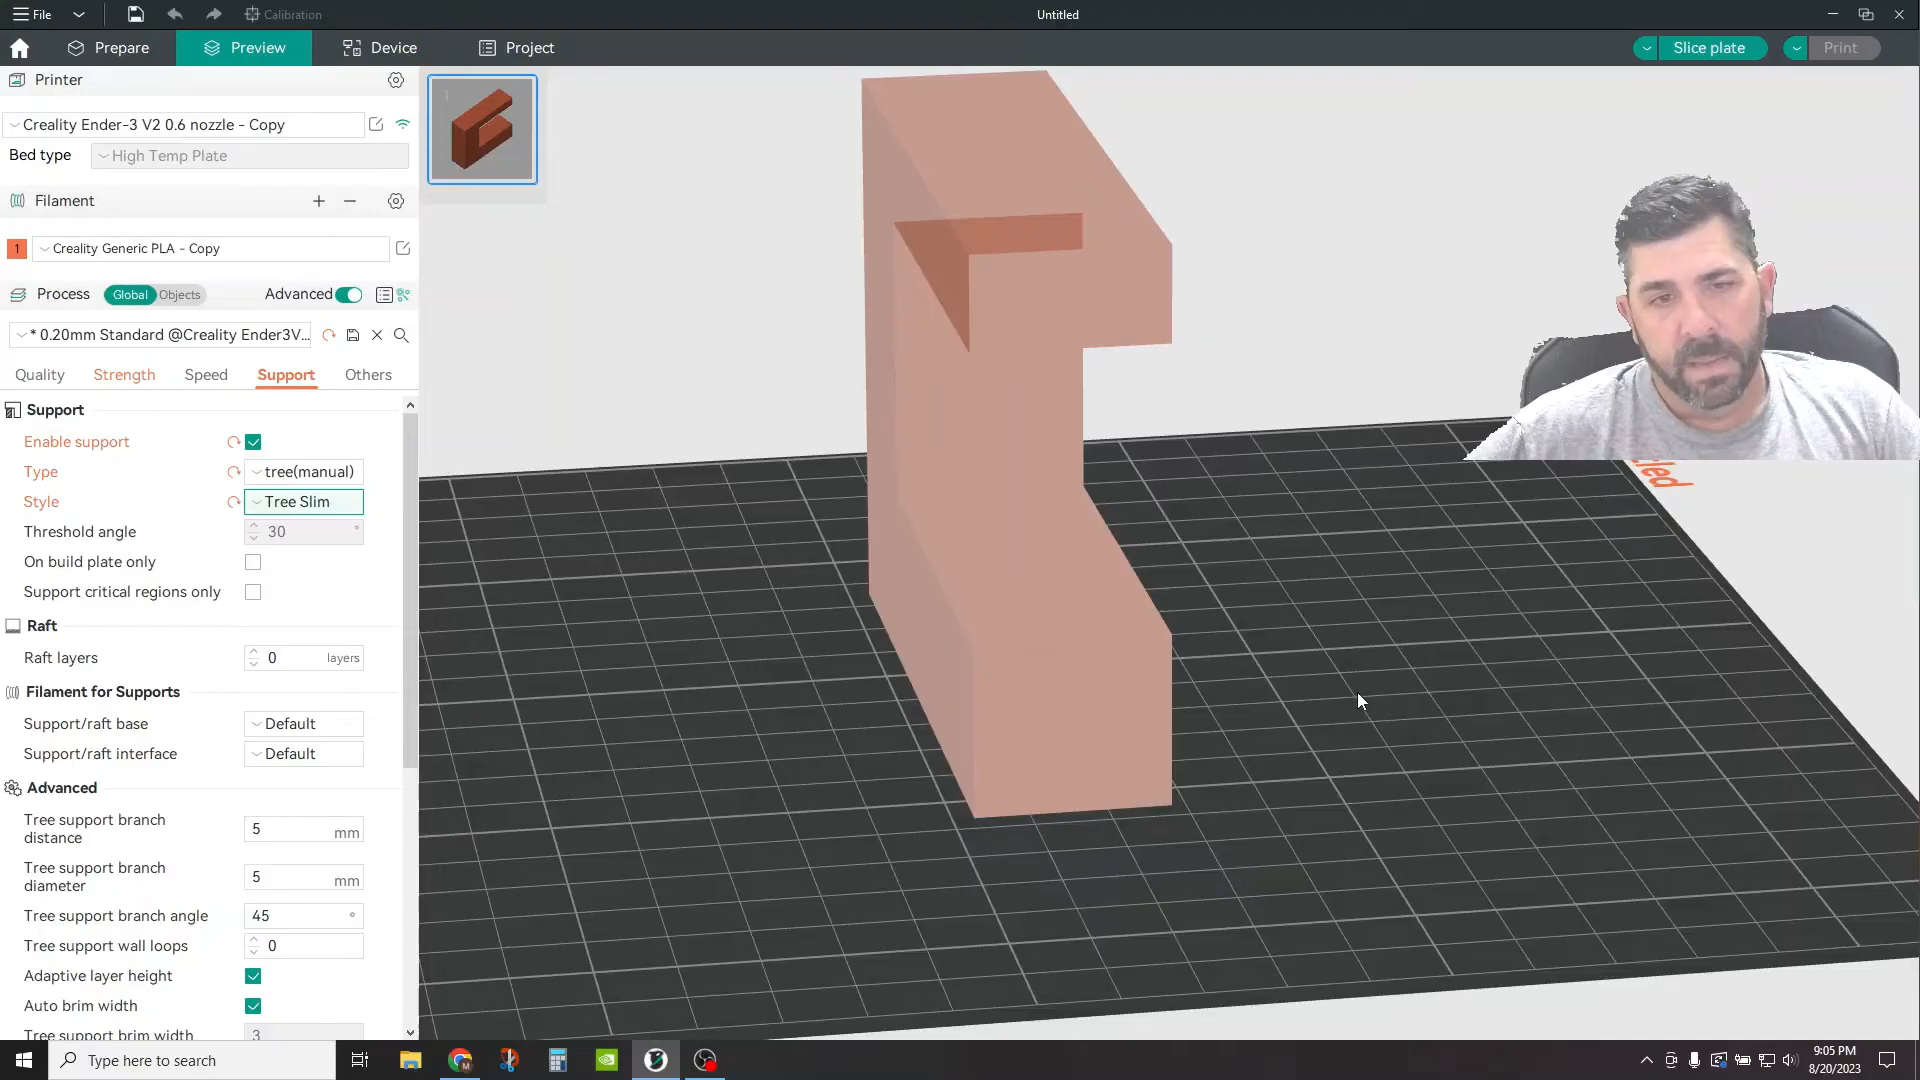 File
Calibration
Untitled
Prepare
Preview
Device
Project
Slice plate
Print
Printer
Creality Ender-3 V2 0.6 nozzle - Copy
Bed type
High Temp Plate
Filament
1
Creality Generic PLA - Copy
Process
Global
Objects
Advanced
* 0.20mm Standard @Creality Ender3V...
Quality
Strength
Speed
Support
Others
Support
Enable support
Type
tree(manual)
Style
Tree Slim
Threshold angle
30 °
On build plate only
Support critical regions only
Raft
Raft layers
0 layers
Filament for Supports
Support/raft base
Default
Support/raft interface
Default
Advanced
Tree support branch
distance
5 mm
Tree support branch
diameter
5 mm
Tree support branch angle
45 °
Tree support wall loops
0
Adaptive layer height
Auto brim width
Tree support brim width
3
Type here to search
9:05 PM
8/20/2023